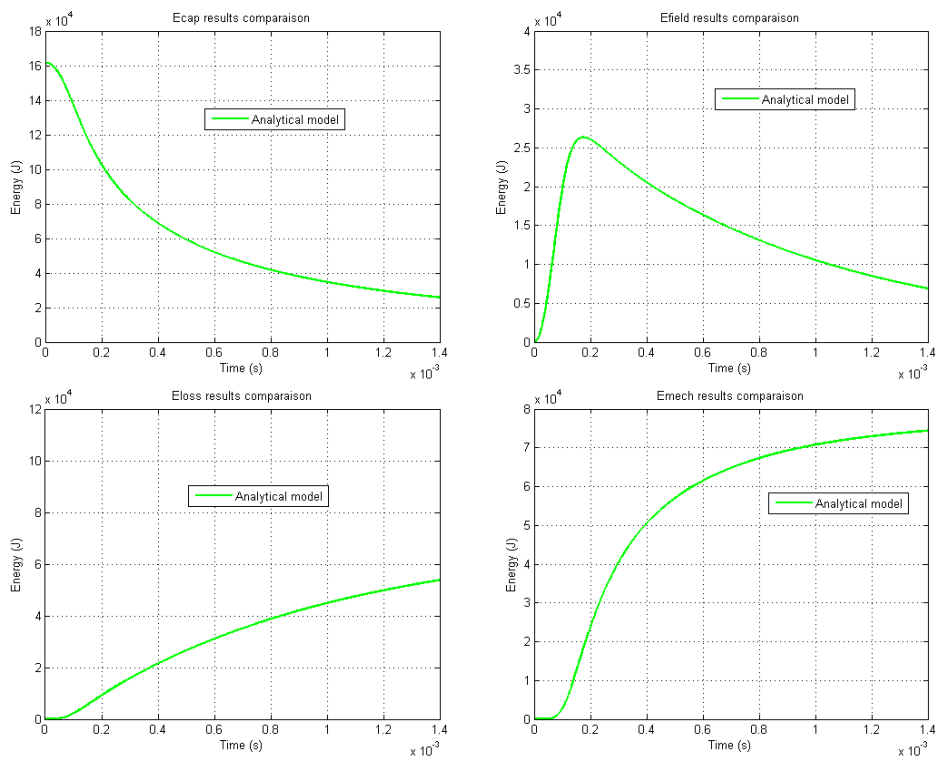 Ecap results comparaison
x 10^4
18
16
14
12
10
8
6
4
2
0
Energy (J)
Analytical model
0 0.2 0.4 0.6 0.8 1 1.2 1.4
Time (s)
x 10^-3
Efield results comparaison
x 10^4
4
3.5
3
2.5
2
1.5
1
0.5
0
Energy (J)
Analytical model
0 0.2 0.4 0.6 0.8 1 1.2 1.4
Time (s)
x 10^-3
Eloss results comparaison
x 10^4
12
10
8
6
4
2
0
Energy (J)
Analytical model
0 0.2 0.4 0.6 0.8 1 1.2 1.4
Time (s)
x 10^-3
Emech results comparaison
x 10^4
8
7
6
5
4
3
2
1
0
Energy (J)
Analytical model
0 0.2 0.4 0.6 0.8 1 1.2 1.4
Time (s)
x 10^-3